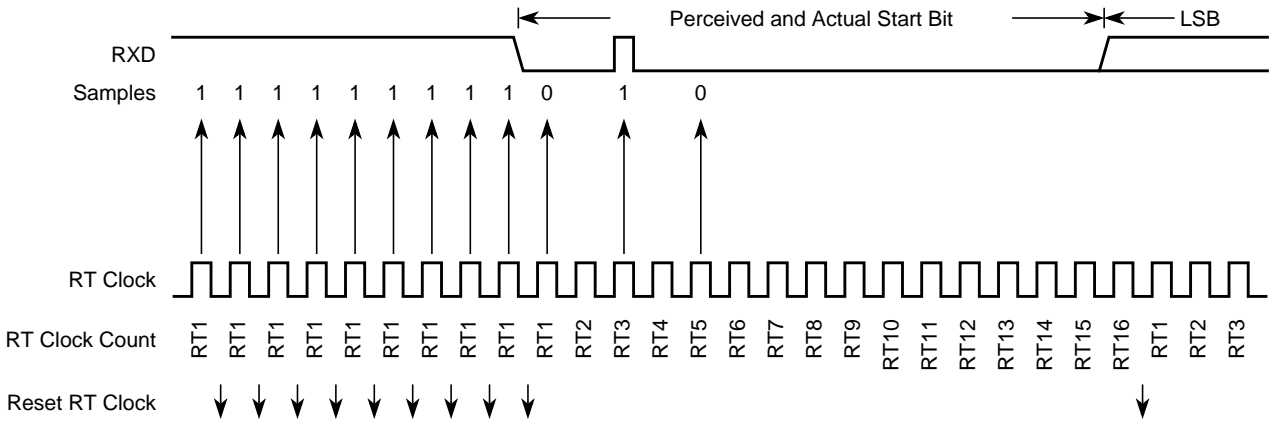 Perceived and Actual Start Bit LSB
RXD
Samples 1 1 1 1 1 1 1 1 1 0 1 0
RT Clock
RT Clock Count RT1 RT1 RT1 RT1 RT1 RT1 RT1 RT1 RT1 RT1 RT2 RT3 RT4 RT5 RT6 RT7 RT8 RT9 RT10 RT11 RT12 RT13 RT14 RT15 RT16 RT1 RT2 RT3
Reset RT Clock